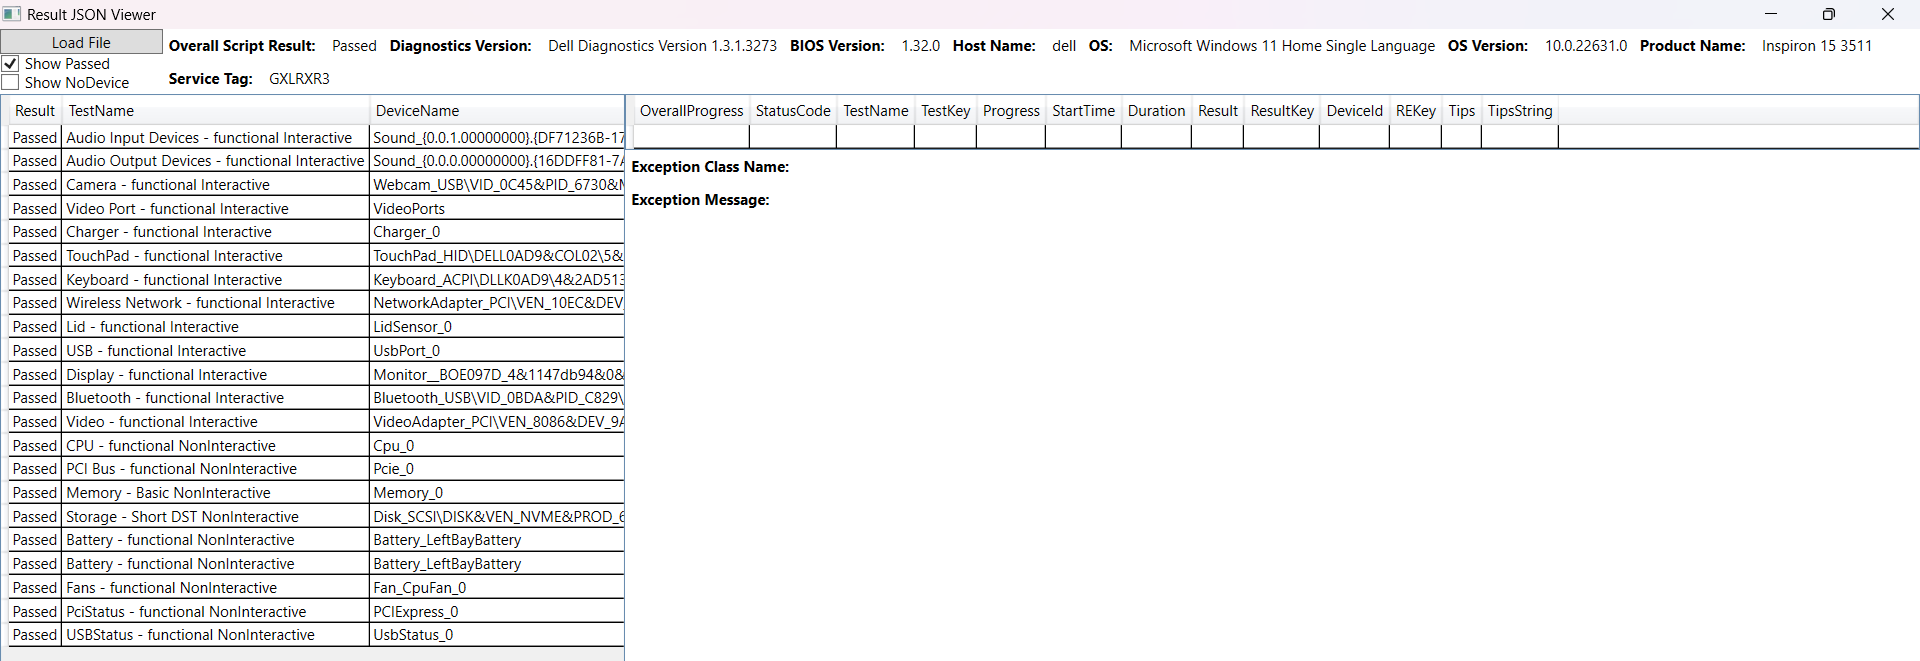 Result JSON Viewer
Load File
Overall Script Result: Passed Diagnostics Version: Dell Diagnostics Version 1.3.1.3273 BIOS Version: 1.32.0 Host Name: dell OS: Microsoft Windows 11 Home Single Language OS Version: 10.0.22631.0 Product Name: Inspiron 15 3511
Show Passed
Show NoDevice
Service Tag: GXLRXR3
Result TestName DeviceName
Passed Audio Input Devices - functional Interactive Sound_{0.0.1.00000000}.{DF71236B-17
Passed Audio Output Devices - functional Interactive Sound_{0.0.0.00000000}.{16DDFF81-7A
Passed Camera - functional Interactive Webcam_USB\VID_0C45&PID_6730&M
Passed Video Port - functional Interactive VideoPorts
Passed Charger - functional Interactive Charger_0
Passed TouchPad - functional Interactive TouchPad_HID\DELL0AD9&COL02\5&
Passed Keyboard - functional Interactive Keyboard_ACPI\DLLK0AD9\4&2AD513
Passed Wireless Network - functional Interactive NetworkAdapter_PCI\VEN_10EC&DEV_
Passed Lid - functional Interactive LidSensor_0
Passed USB - functional Interactive UsbPort_0
Passed Display - functional Interactive Monitor__BOE097D_4&1147db94&0&
Passed Bluetooth - functional Interactive Bluetooth_USB\VID_0BDA&PID_C829\
Passed Video - functional Interactive VideoAdapter_PCI\VEN_8086&DEV_9A
Passed CPU - functional NonInteractive Cpu_0
Passed PCI Bus - functional NonInteractive Pcie_0
Passed Memory - Basic NonInteractive Memory_0
Passed Storage - Short DST NonInteractive Disk_SCSI\DISK&VEN_NVME&PROD_6
Passed Battery - functional NonInteractive Battery_LeftBayBattery
Passed Battery - functional NonInteractive Battery_LeftBayBattery
Passed Fans - functional NonInteractive Fan_CpuFan_0
Passed PciStatus - functional NonInteractive PCIExpress_0
Passed USBStatus - functional NonInteractive UsbStatus_0
OverallProgress StatusCode TestName TestKey Progress StartTime Duration Result ResultKey DeviceId REKey Tips TipsString
Exception Class Name:
Exception Message: